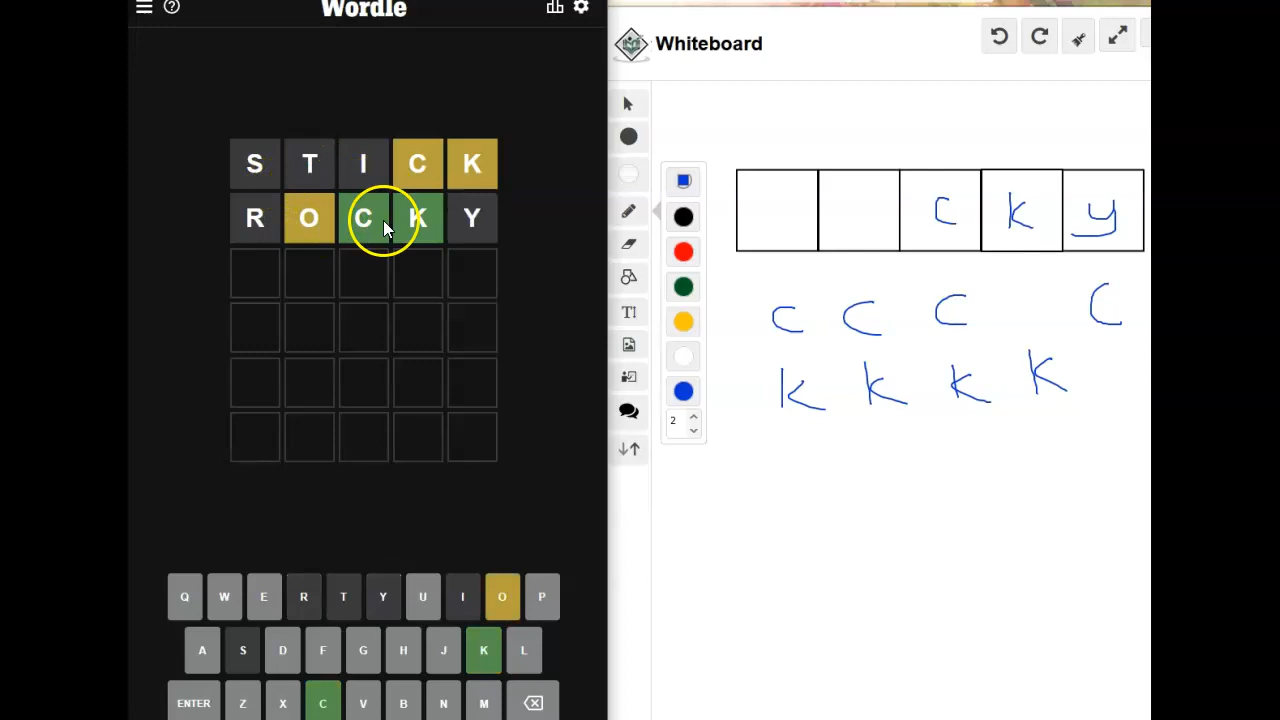 Wordle
Whiteboard
S T I C K
R O C K Y
c k y
c c c c
k k k k
T
2
Q W E R T Y U I O P
A S D F G H J K L
ENTER Z X C V B N M